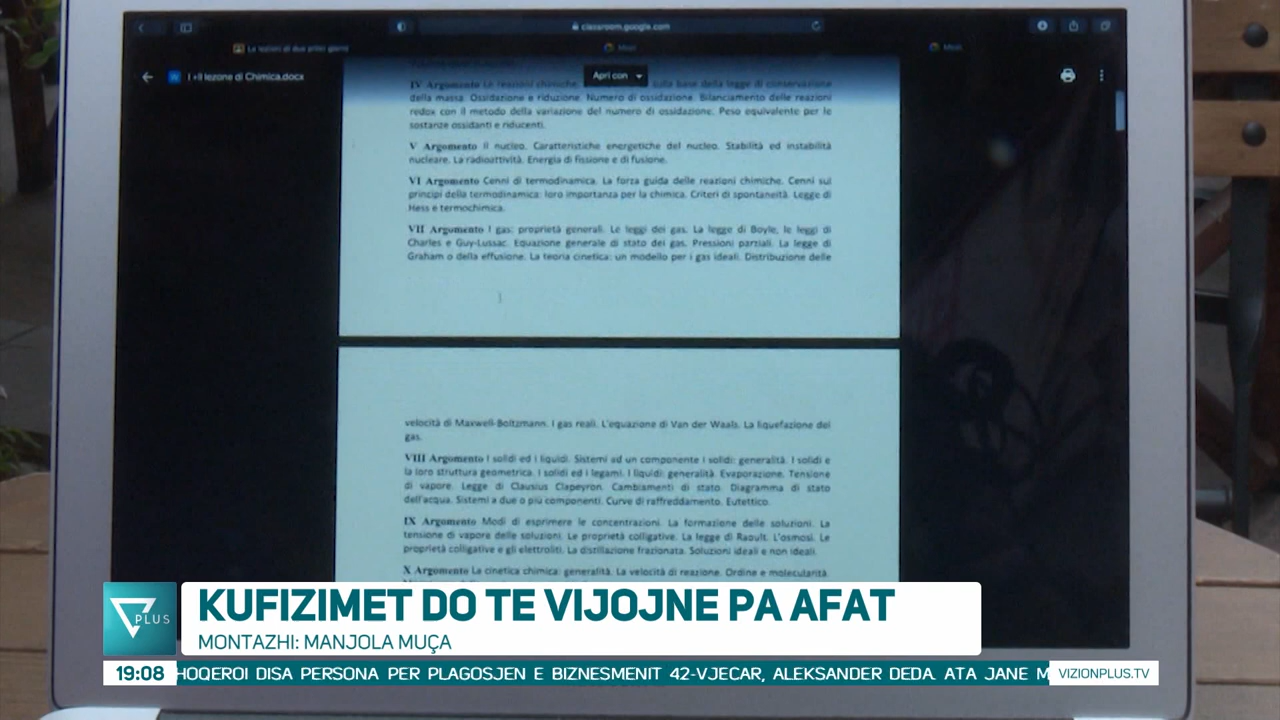 classroom.google.com
Le lezioni di due primi giorni
Meet
Meet
I +II lezone di Chimica.docx
Apri con
IV Argomento Le reazioni chimiche. sulla base della legge di conservazione
della massa. Ossidazione e riduzione. Numero di ossidazione. Bilanciamento delle reazioni
redox con il metodo della variazione del numero di ossidazione. Peso equivalente per le
sostanze ossidanti e riducenti.
V Argomento Il nucleo. Caratteristiche energetiche del nucleo. Stabilità ed instabilità
nucleare. La radioattività. Energia di fissione e di fusione.
VI Argomento Cenni di termodinamica. La forza guida delle reazioni chimiche. Cenni sui
principi della termodinamica: loro importanza per la chimica. Criteri di spontaneità. Legge di
Hess e termochimica.
VII Argomento I gas: proprietà generali. Le leggi dei gas. La legge di Boyle, le leggi di
Charles e Guy-Lussac. Equazione generale di stato dei gas. Pressioni parziali. La legge di
Graham o della effusione. La teoria cinetica: un modello per i gas ideali. Distribuzione delle
velocità di Maxwell-Boltzmann. I gas reali. L'equazione di Van der Waals. La liquefazione dei
gas.
VIII Argomento I solidi ed i liquidi. Sistemi ad un componente I solidi: generalità. I solidi e
la loro struttura geometrica. I solidi ed i legami. I liquidi: generalità. Evaporazione. Tensione
di vapore. Legge di Clausius Clapeyron. Cambiamenti di stato. Diagramma di stato
dell'acqua. Sistemi a due o più componenti. Curve di raffreddamento. Eutettico.
IX Argomento Modi di esprimere le concentrazioni. La formazione delle soluzioni. La
tensione di vapore delle soluzioni. Le proprietà colligative. La legge di Raoult. L'osmosi. Le
proprietà colligative e gli elettroliti. La distillazione frazionata. Soluzioni ideali e non ideali.
X Argomento La cinetica chimica: generalità. La velocità di reazione. Ordine e molecolarità.
PLUS
KUFIZIMET DO TE VIJOJNE PA AFAT
MONTAZHI: MANJOLA MUÇA
19:08 HOQEROI DISA PERSONA PER PLAGOSJEN E BIZNESMENIT 42-VJECAR, ALEKSANDER DEDA. ATA JANE M VIZIONPLUS.TV